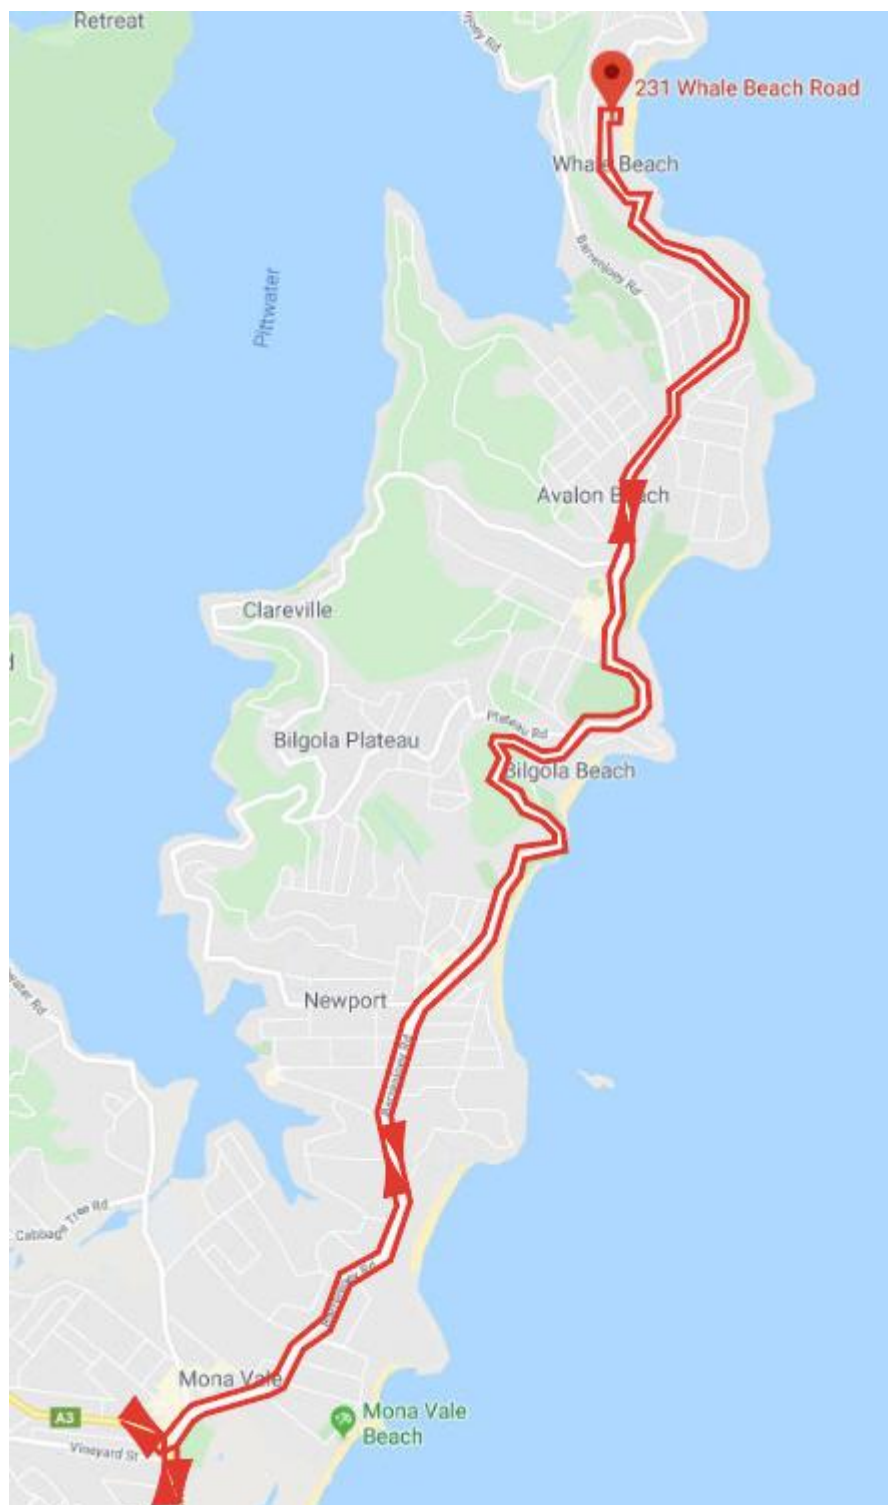 Retreat
231 Whale Beach Road
Whale Beach
Barrenjoey Rd
Pittwater
Avalon Beach
Clareville
Plateau Rd
Bilgola Plateau
Bilgola Beach
Newport
Barrenjoey Rd
Cabbage Tree Rd
Barrenjoey Rd
Mona Vale
A3
Mona Vale
Beach
Vineyard St